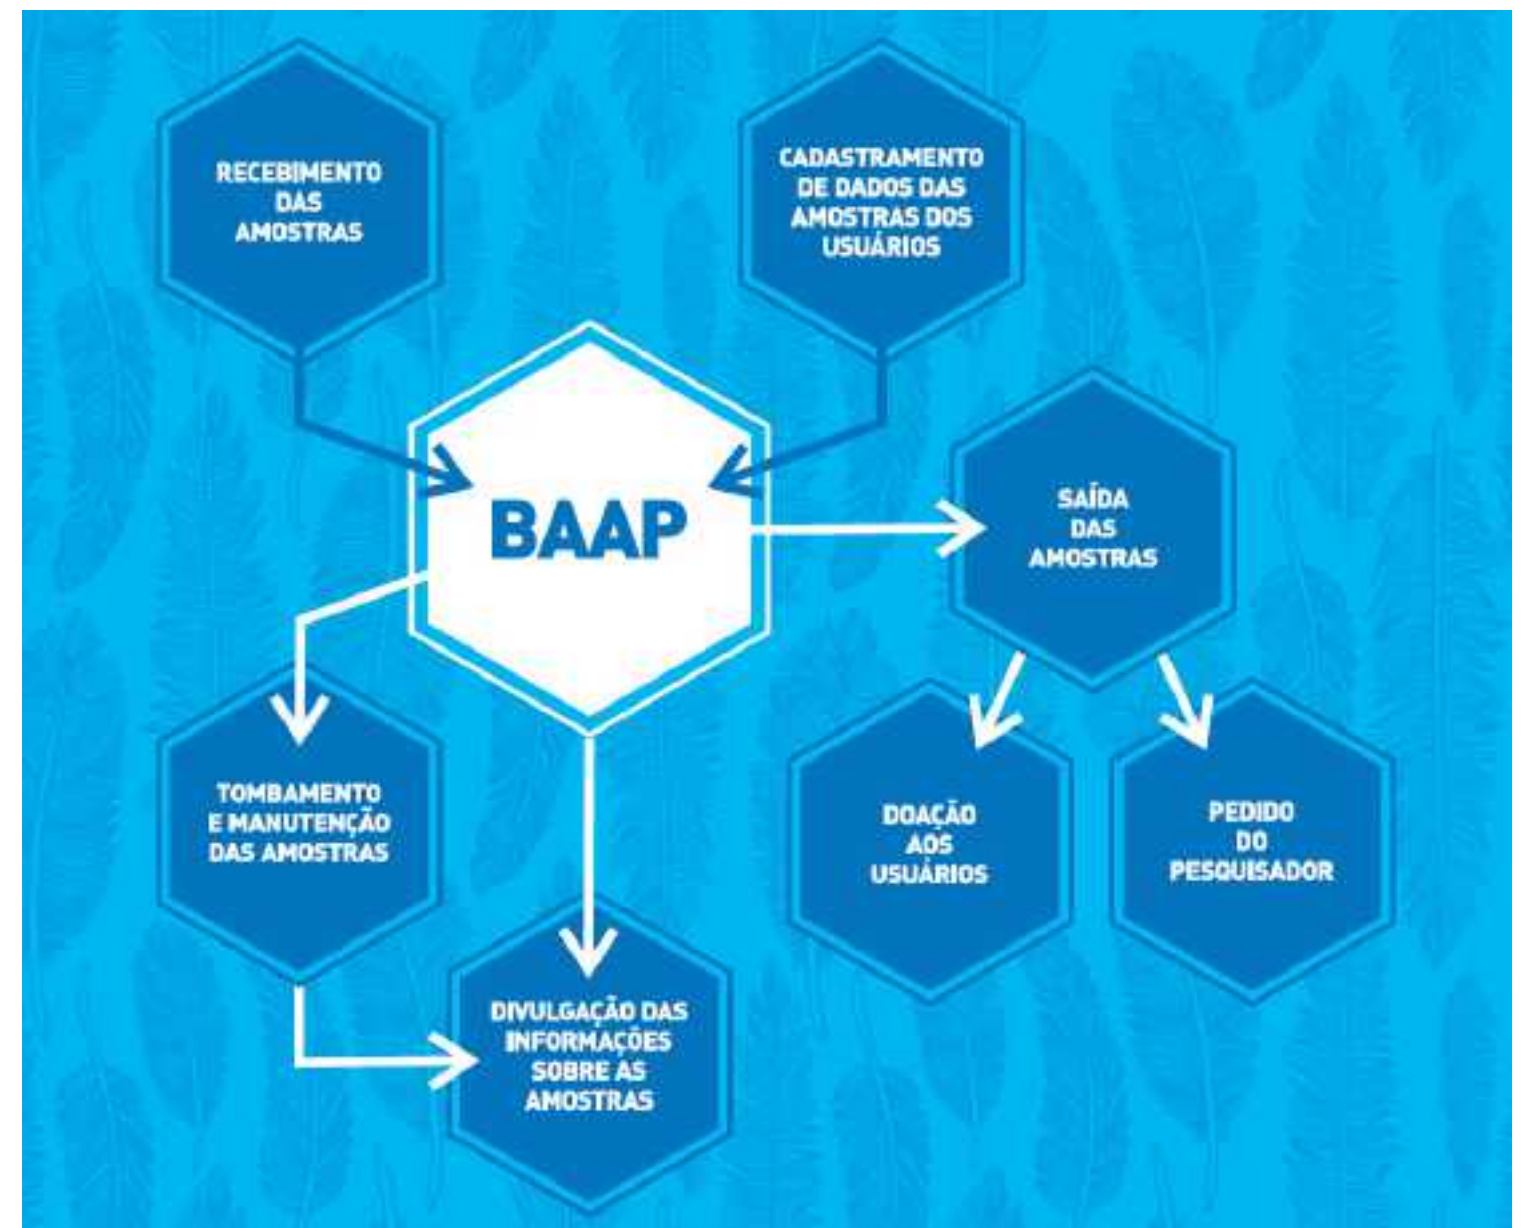 RECEBIMENTO
DAS
AMOSTRAS
CADASTRAMENTO
DE DADOS DAS
AMOSTRAS DOS
USUÁRIOS
BAAP
SAÍDA
DAS
AMOSTRAS
TOMBAMENTO
E MANUTENÇÃO
DAS AMOSTRAS
DOAÇÃO
AOS
USUÁRIOS
PEDIDO
DO
PESQUISADOR
DIVULGAÇÃO DAS
INFORMAÇÕES
SOBRE AS
AMOSTRAS